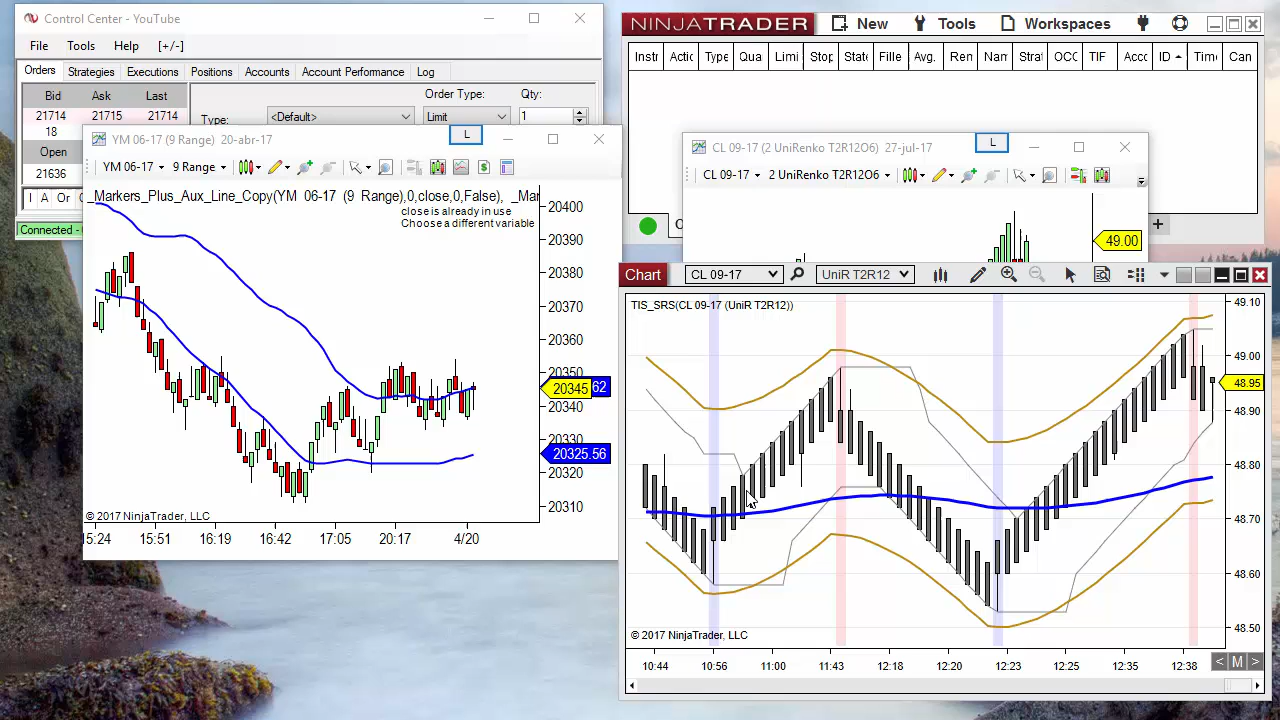 Control Center - YouTube
File Tools Help [+/-]
Orders Strategies Executions Positions Accounts Account Performance Log
Bid Ask Last
21714 21715 21714
18
Open
21636
Order Type: Qty:
Type: <Default> Limit 1
I A Or
Connected -
YM 06-17 (9 Range) 20-abr-17
L
YM 06-17 9 Range
_Markers_Plus_Aux_Line_Copy(YM 06-17 (9 Range),0,close,0,False), _Mar
close is already in use
Choose a different variable
20400
20390
20380
20370
20360
20350
20345
62
20340
20330
20325.56
20320
20310
© 2017 NinjaTrader, LLC
15:24 15:51 16:19 16:42 17:05 20:17 4/20
NINJATRADER New Tools Workspaces
Instr Actic Type Qua Limi Stop State Fille Avg. Ren Nam Strat OCC TIF Acco ID Time Can
CL 09-17 (2 UniRenko T2R12O6) 27-jul-17
L
CL 09-17 2 UniRenko T2R12O6
49.00
Chart CL 09-17 UniR T2R12
TIS_SRS(CL 09-17 (UniR T2R12))
49.10
49.00
48.95
48.90
48.80
48.70
48.60
48.50
© 2017 NinjaTrader, LLC
10:44 10:56 11:00 11:43 12:18 12:20 12:23 12:25 12:35 12:38
< M >